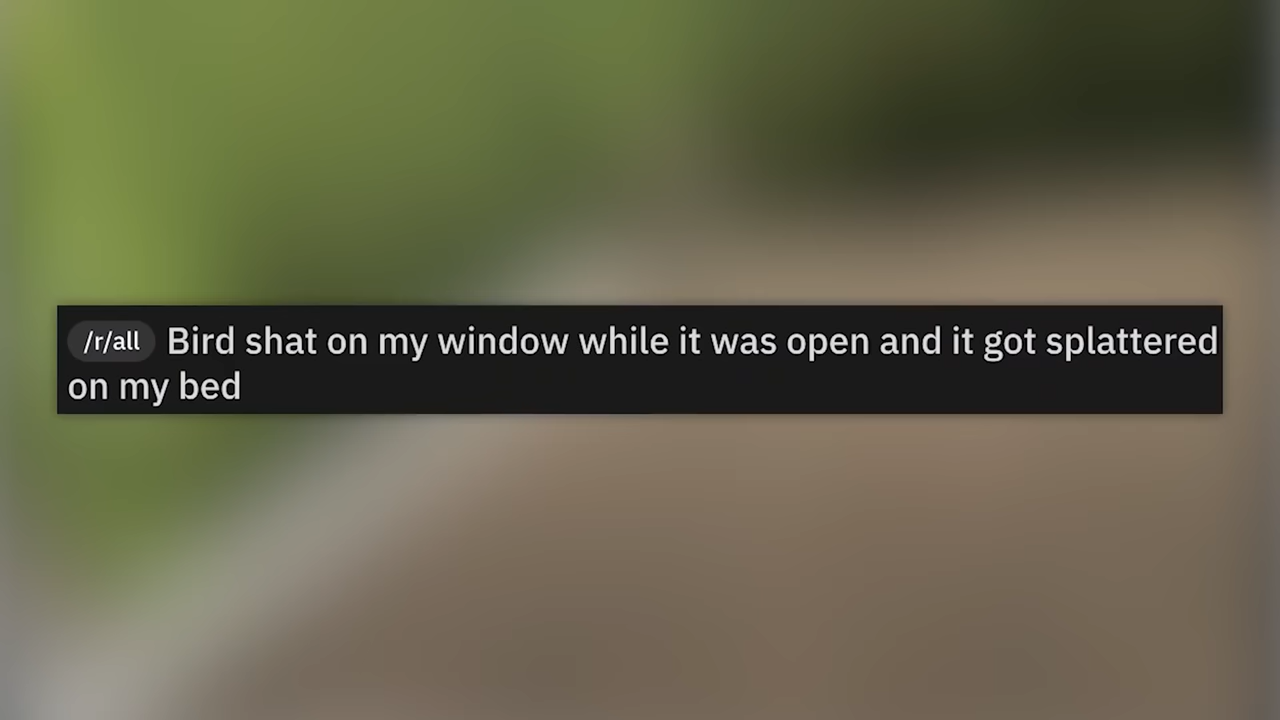 /r/all Bird shat on my window while it was open and it got splattered
on my bed